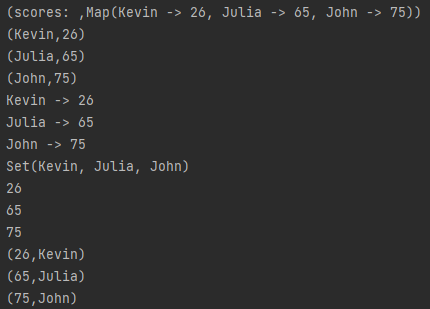 (scores: ,Map(Kevin -> 26, Julia -> 65, John -> 75))
(Kevin,26)
(Julia,65)
(John,75)
Kevin -> 26
Julia -> 65
John -> 75
Set(Kevin, Julia, John)
26
65
75
(26,Kevin)
(65,Julia)
(75,John)